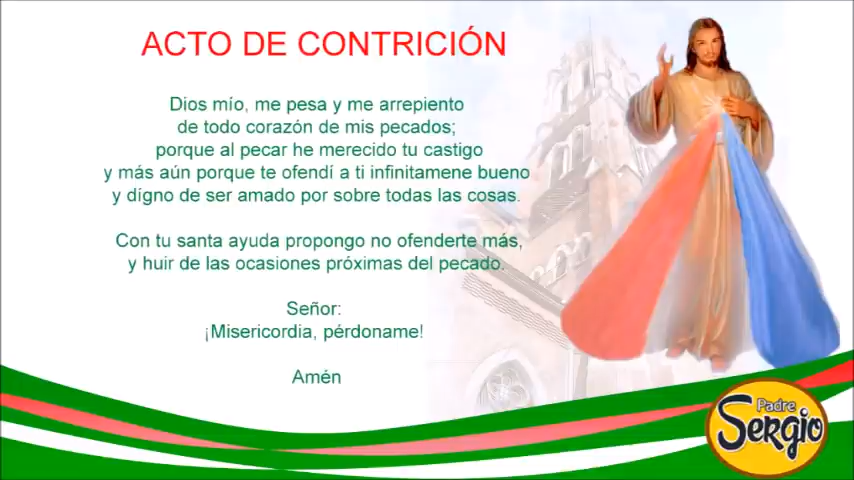 ACTO DE CONTRICIÓN
Dios mío, me pesa y me arrepiento
de todo corazón de mis pecados;
porque al pecar he merecido tu castigo
y más aún porque te ofendí a ti infinitamene bueno
y dígno de ser amado por sobre todas las cosas.
Con tu santa ayuda propongo no ofenderte más,
y huir de las ocasiones próximas del pecado.
Señor:
¡Misericordia, pérdoname!
Amén
Padre
Sergio